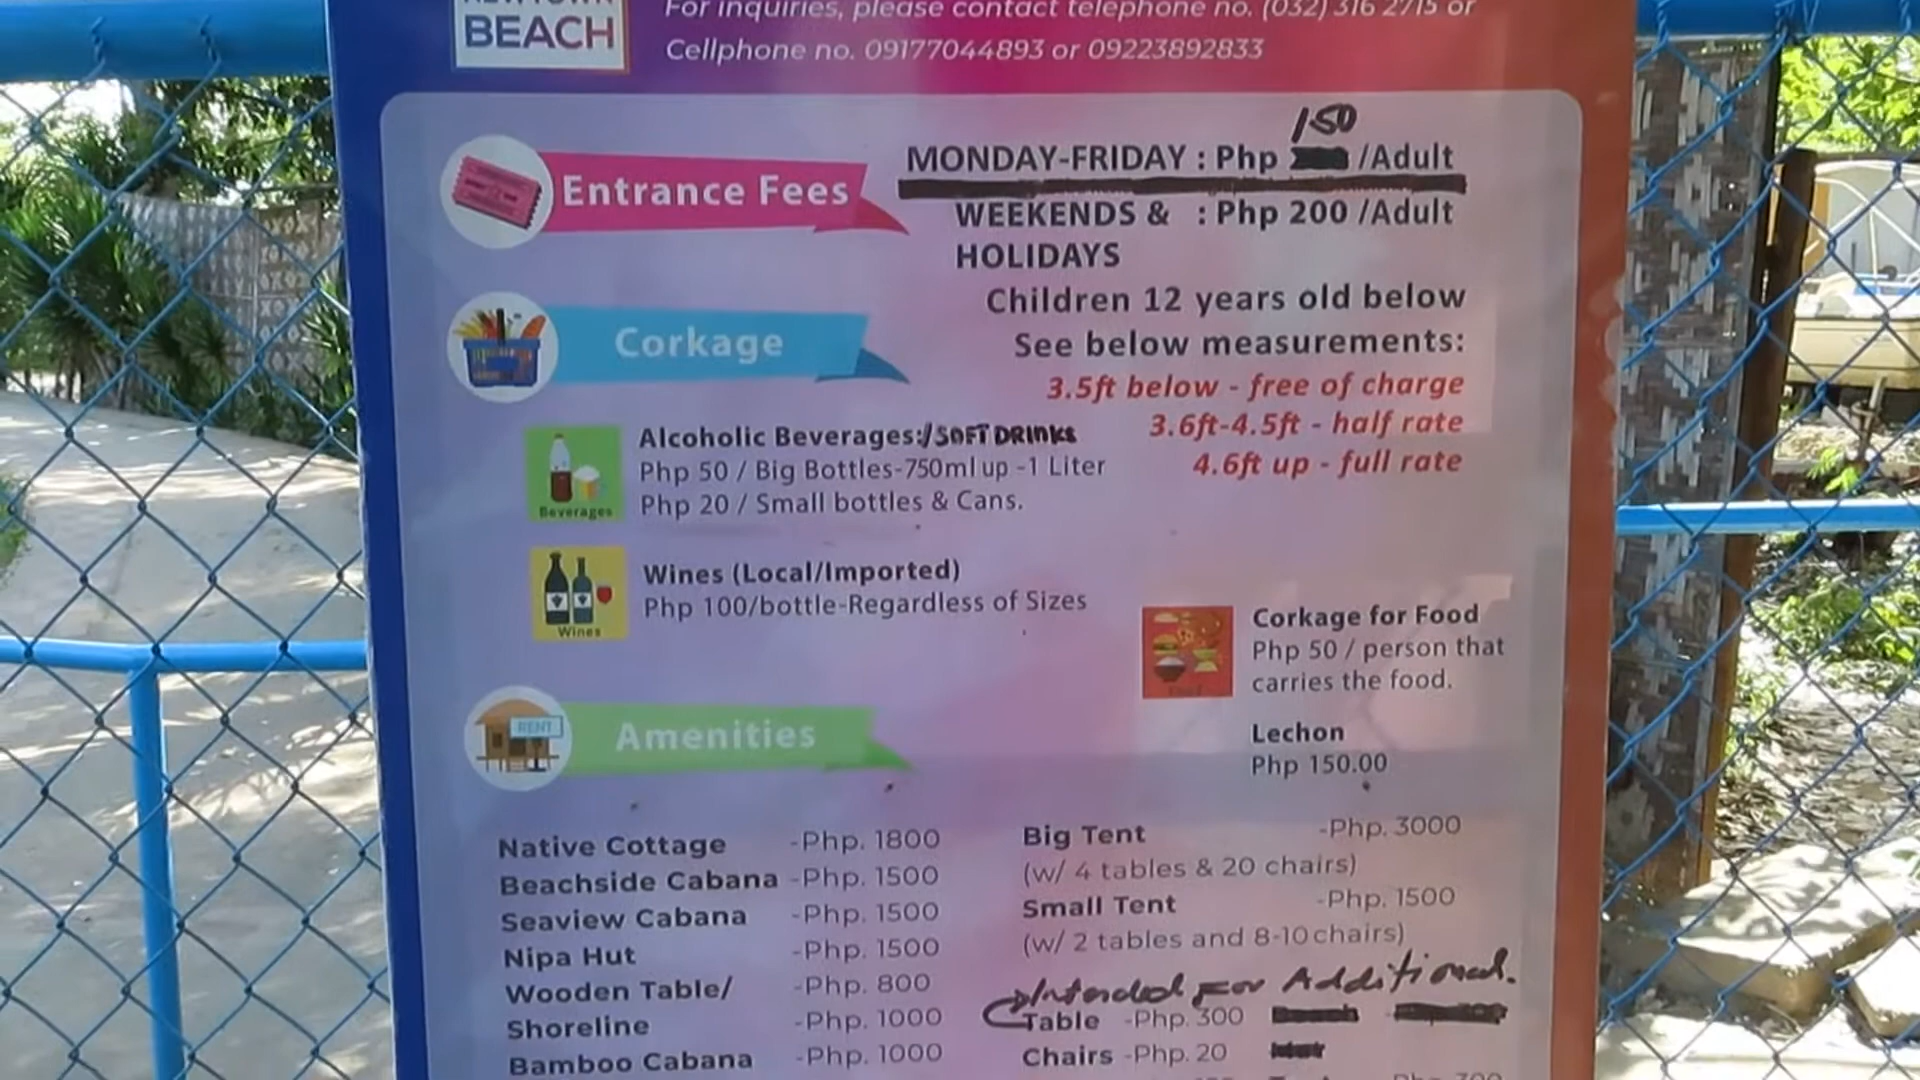 BEACH
For inquiries, please contact telephone no. (032) 316 2715 or
Cellphone no. 09177044893 or 09223892833
Entrance Fees
150
MONDAY-FRIDAY : Php /Adult
WEEKENDS & : Php 200 /Adult
HOLIDAYS
Children 12 years old below
See below measurements:
3.5ft below - free of charge
3.6ft-4.5ft - half rate
4.6ft up - full rate
Corkage
Beverages
Alcoholic Beverages:/SOFT DRINKS
Php 50 / Big Bottles-750ml up -1 Liter
Php 20 / Small bottles & Cans.
Wines
Wines (Local/Imported)
Php 100/bottle-Regardless of Sizes
Corkage for Food
Php 50 / person that
carries the food.
Lechon
Php 150.00
RENT
Amenities
Native Cottage -Php. 1800
Beachside Cabana -Php. 1500
Seaview Cabana -Php. 1500
Nipa Hut -Php. 1500
Wooden Table/ -Php. 800
Shoreline -Php. 1000
Bamboo Cabana -Php. 1000
Big Tent -Php. 3000
(w/ 4 tables & 20 chairs)
Small Tent -Php. 1500
(w/ 2 tables and 8-10 chairs)
Intended For Additional.
Table -Php. 300
Chairs -Php. 20